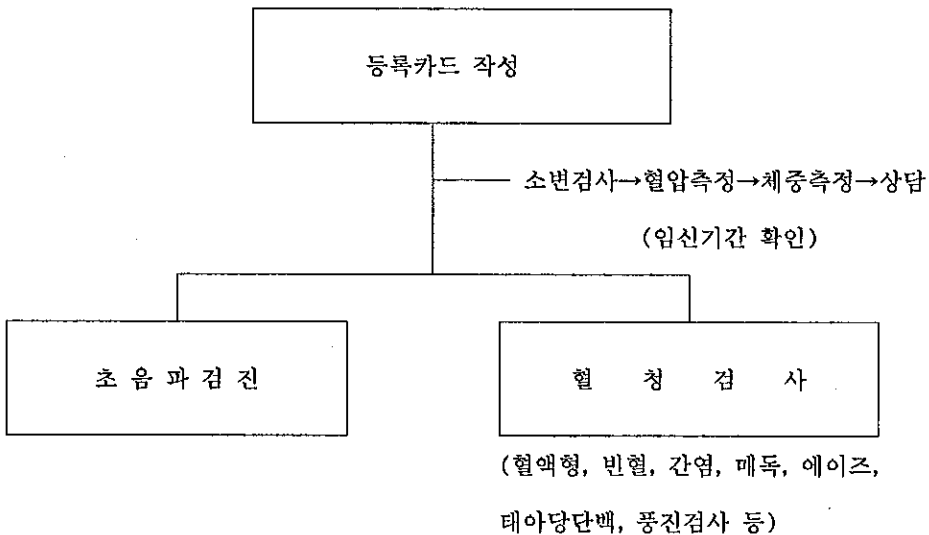 등록카드 작성
소변검사→혈압측정→체중측정→상담
(임신기간 확인)
초 음 파 검 진
혈 청 검 사
(혈액형, 빈혈, 간염, 매독, 에이즈,
태아당단백, 풍진검사 등)